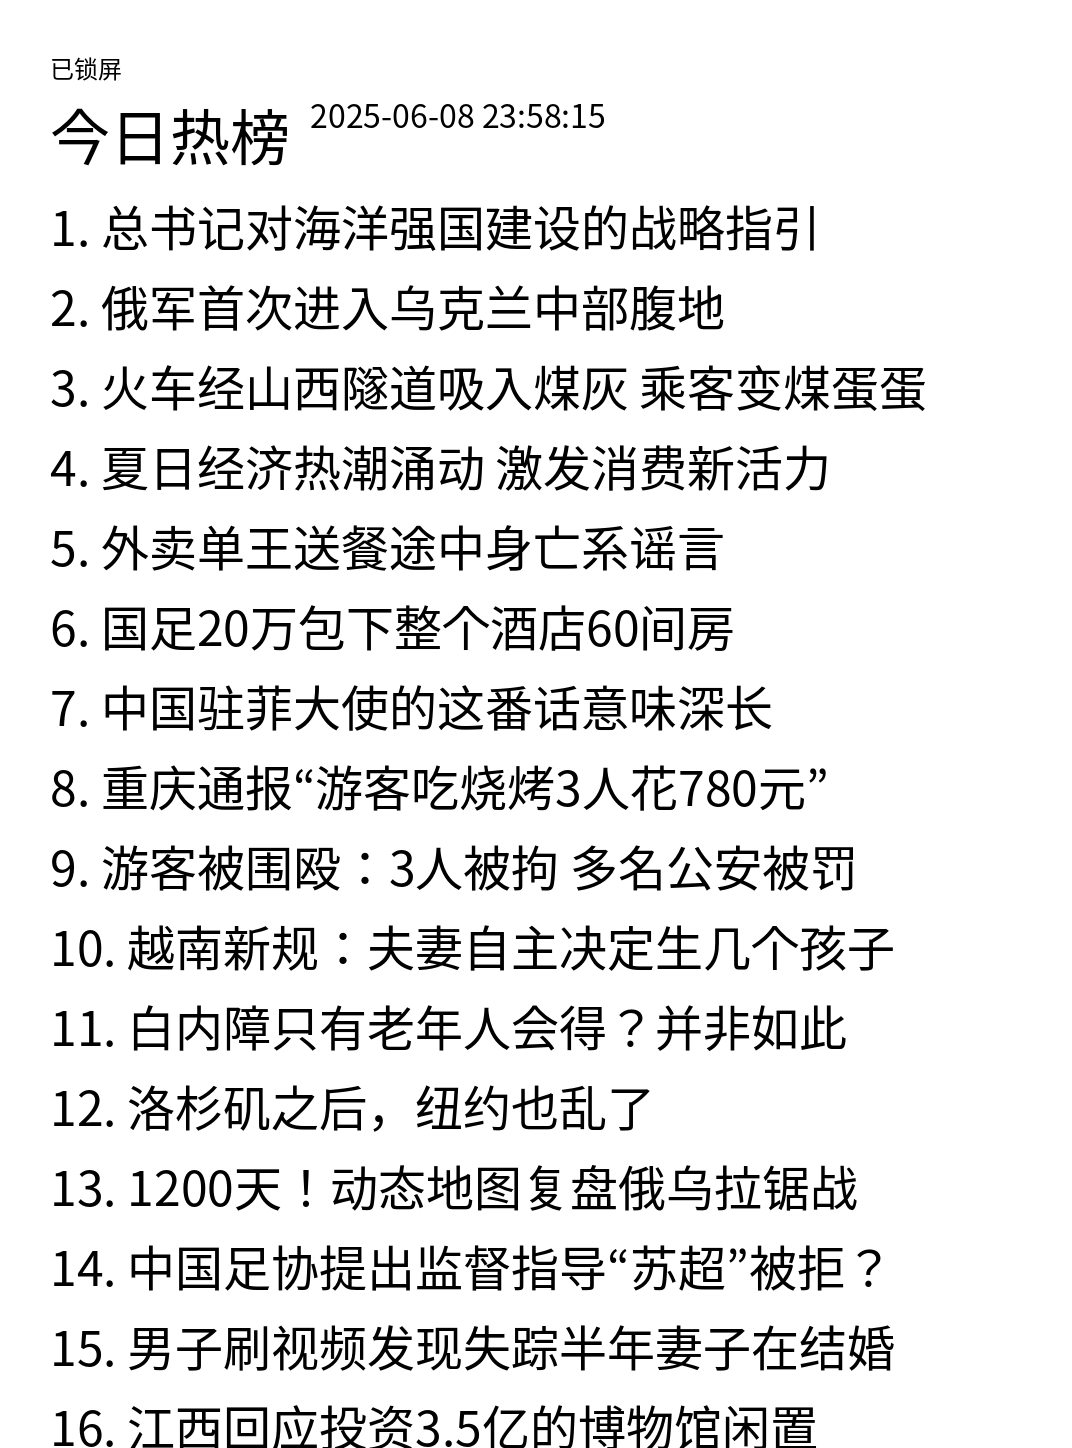 已锁屏
今日热榜 2025-06-08 23:58:15
1. 总书记对海洋强国建设的战略指引
2. 俄军首次进入乌克兰中部腹地
3. 火车经山西隧道吸入煤灰 乘客变煤蛋蛋
4. 夏日经济热潮涌动 激发消费新活力
5. 外卖单王送餐途中身亡系谣言
6. 国足20万包下整个酒店60间房
7. 中国驻菲大使的这番话意味深长
8. 重庆通报“游客吃烧烤3人花780元”
9. 游客被围殴：3人被拘 多名公安被罚
10. 越南新规：夫妻自主决定生几个孩子
11. 白内障只有老年人会得？并非如此
12. 洛杉矶之后，纽约也乱了
13. 1200天！动态地图复盘俄乌拉锯战
14. 中国足协提出监督指导“苏超”被拒？
15. 男子刷视频发现失踪半年妻子在结婚
16. 江西回应投资3.5亿的博物馆闲置